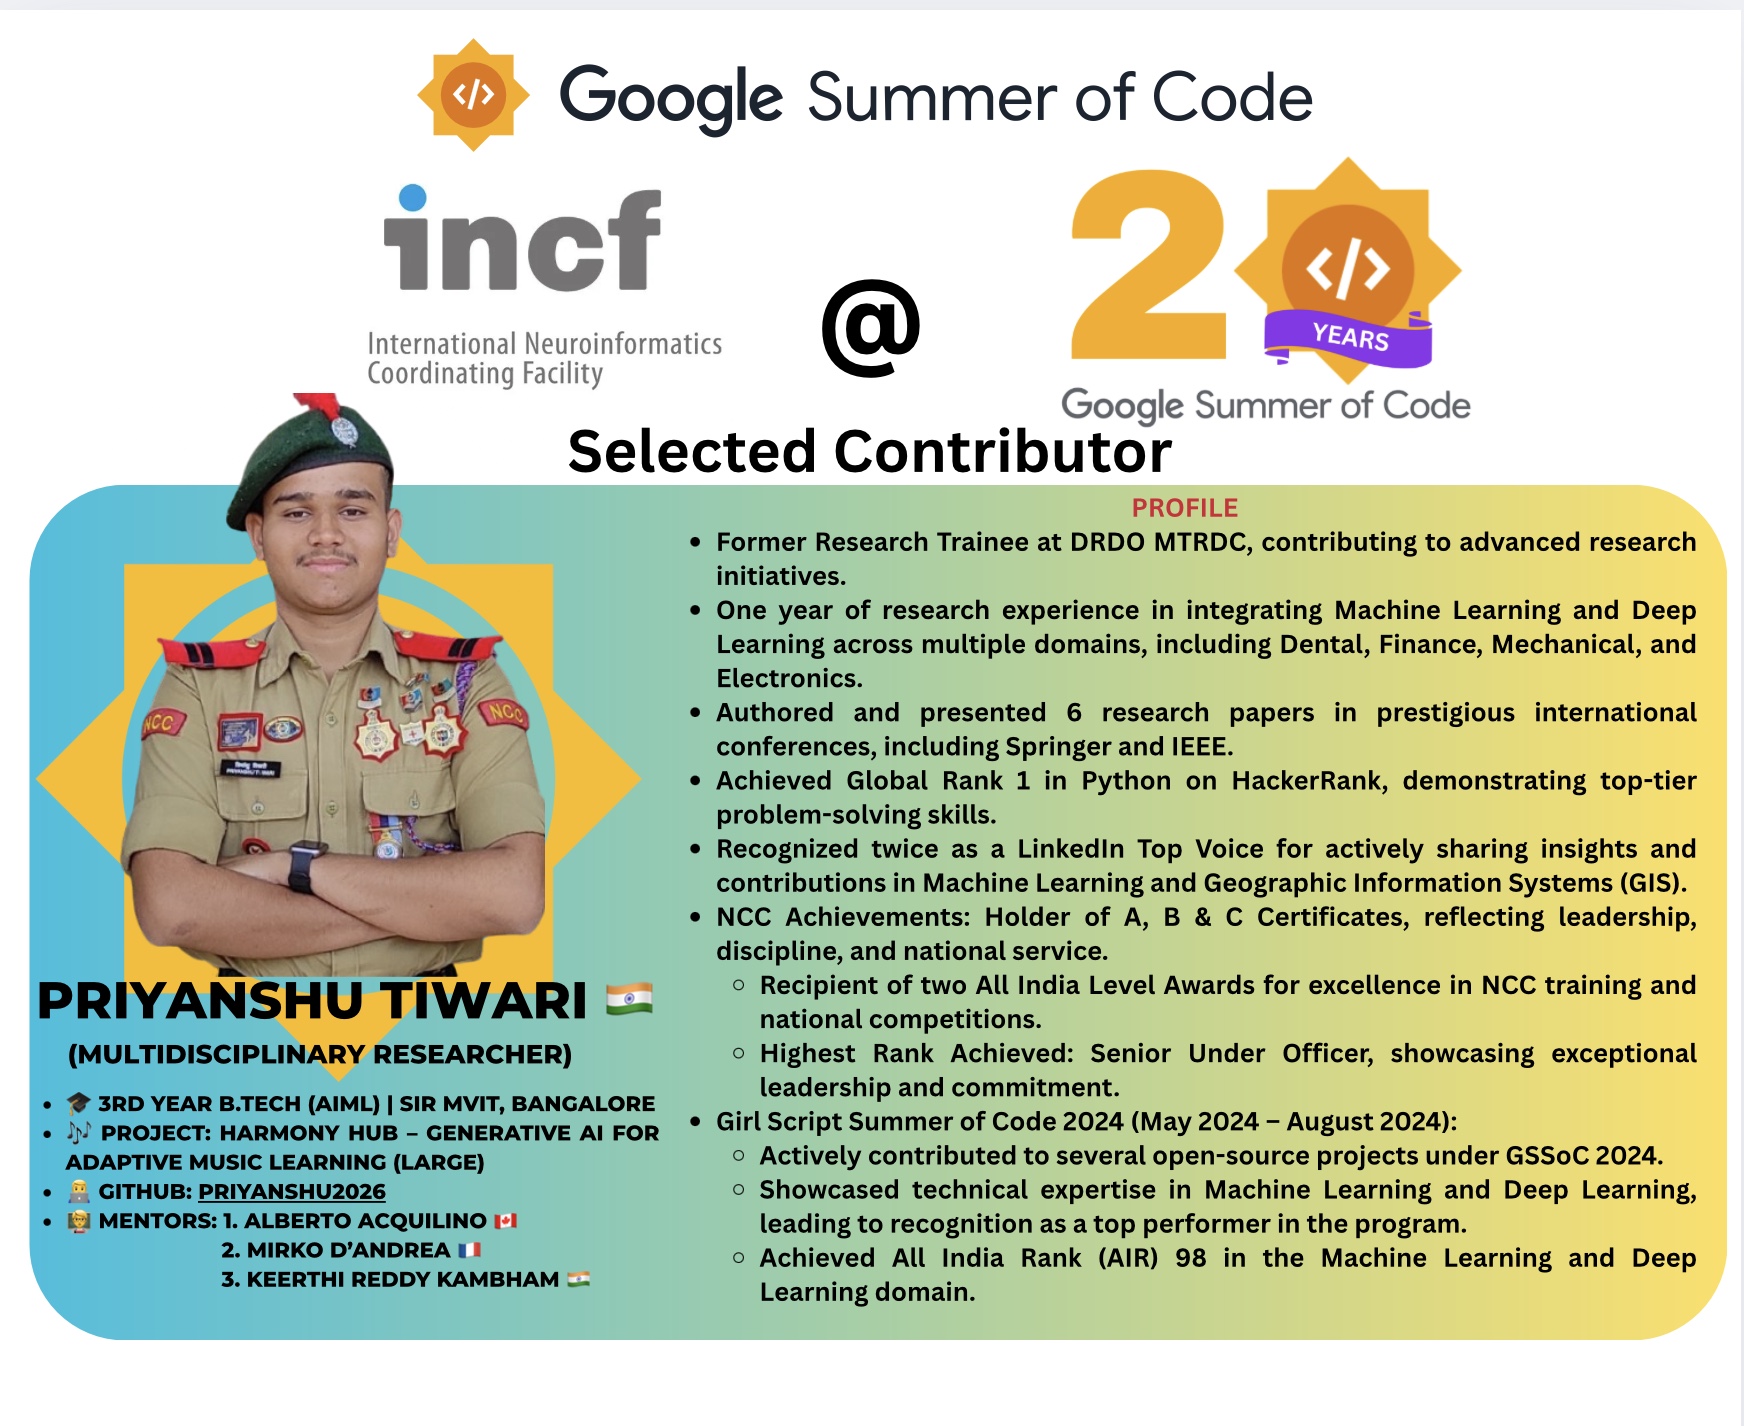 </> Google Summer of Code
incf
International Neuroinformatics
Coordinating Facility
@
20
</>
YEARS
Google Summer of Code
Selected Contributor
NCC
NCC
PRIYANSHU TIWARI
PRIYANSHU TIWARI 🇮🇳
(MULTIDISCIPLINARY RESEARCHER)
• 🎓 3RD YEAR B.TECH (AIML) | SIR MVIT, BANGALORE
• 🎶 PROJECT: HARMONY HUB – GENERATIVE AI FOR
ADAPTIVE MUSIC LEARNING (LARGE)
• 🧑‍💻 GITHUB: PRIYANSHU2026
• 🧑‍🏫 MENTORS: 1. ALBERTO ACQUILINO 🇨🇦
2. MIRKO D’ANDREA 🇫🇷
3. KEERTHI REDDY KAMBHAM 🇮🇳
PROFILE
• Former Research Trainee at DRDO MTRDC, contributing to advanced research
initiatives.
• One year of research experience in integrating Machine Learning and Deep
Learning across multiple domains, including Dental, Finance, Mechanical, and
Electronics.
• Authored and presented 6 research papers in prestigious international
conferences, including Springer and IEEE.
• Achieved Global Rank 1 in Python on HackerRank, demonstrating top-tier
problem-solving skills.
• Recognized twice as a LinkedIn Top Voice for actively sharing insights and
contributions in Machine Learning and Geographic Information Systems (GIS).
• NCC Achievements: Holder of A, B & C Certificates, reflecting leadership,
discipline, and national service.
○ Recipient of two All India Level Awards for excellence in NCC training and
national competitions.
○ Highest Rank Achieved: Senior Under Officer, showcasing exceptional
leadership and commitment.
• Girl Script Summer of Code 2024 (May 2024 – August 2024):
○ Actively contributed to several open-source projects under GSSoC 2024.
○ Showcased technical expertise in Machine Learning and Deep Learning,
leading to recognition as a top performer in the program.
○ Achieved All India Rank (AIR) 98 in the Machine Learning and Deep
Learning domain.